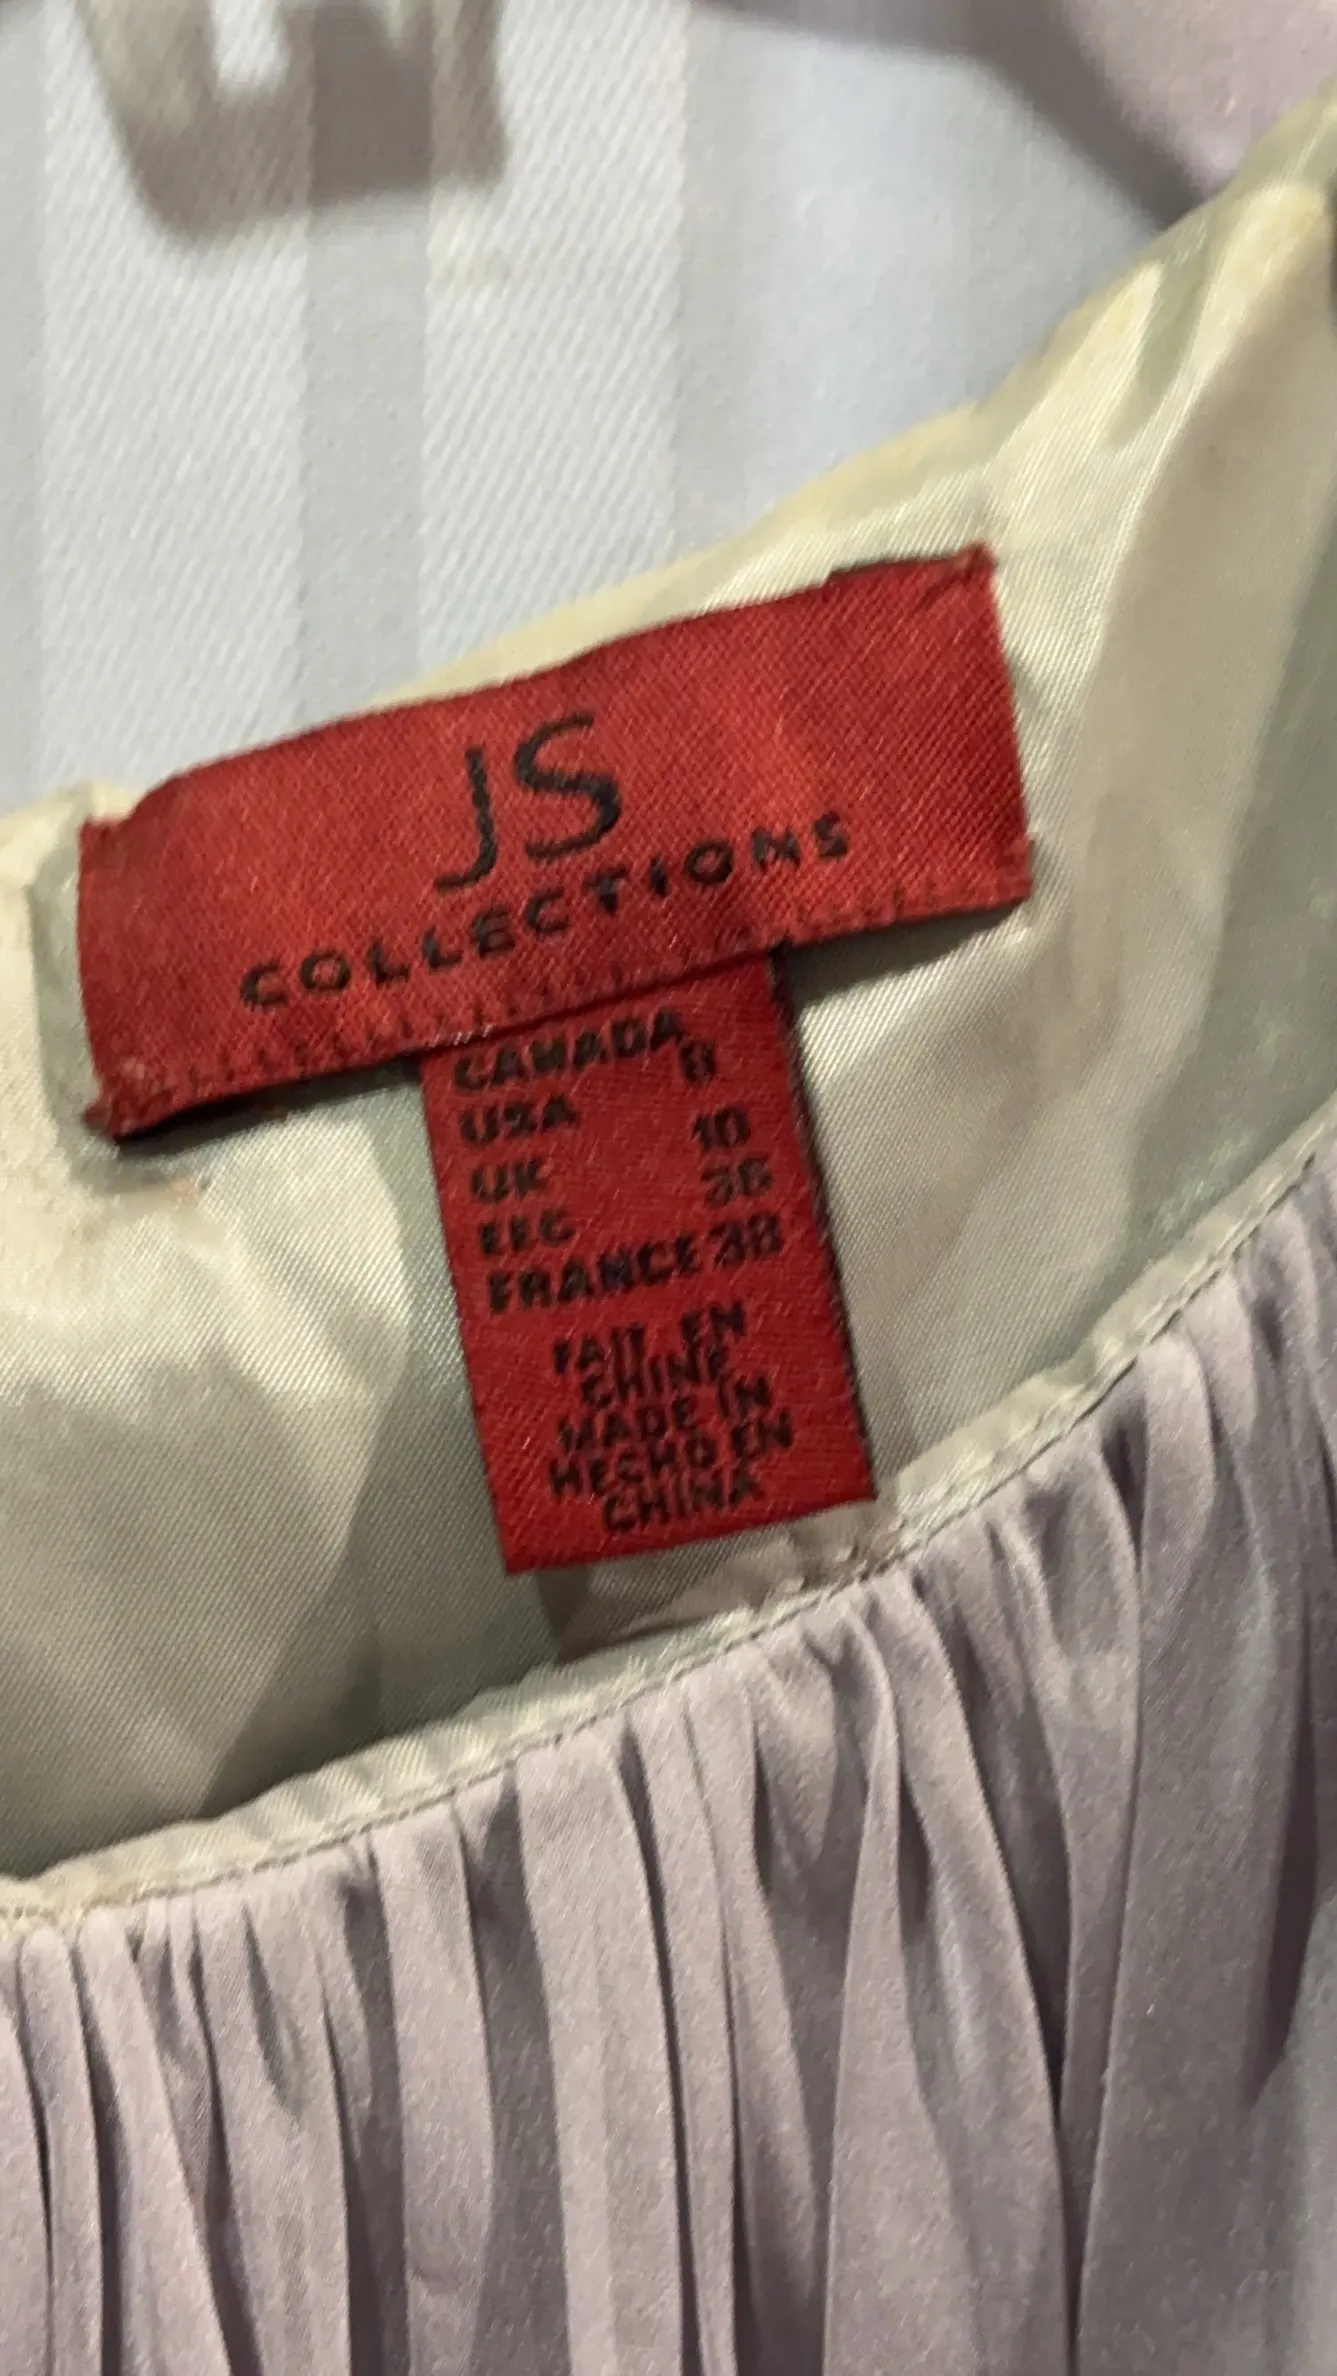 JS
COLLECTIONS
CANADA
USA 8
UK 10
EEC 36
FRANCE 38
FAIT EN
CHINE
MADE IN
HECHO EN
CHINA